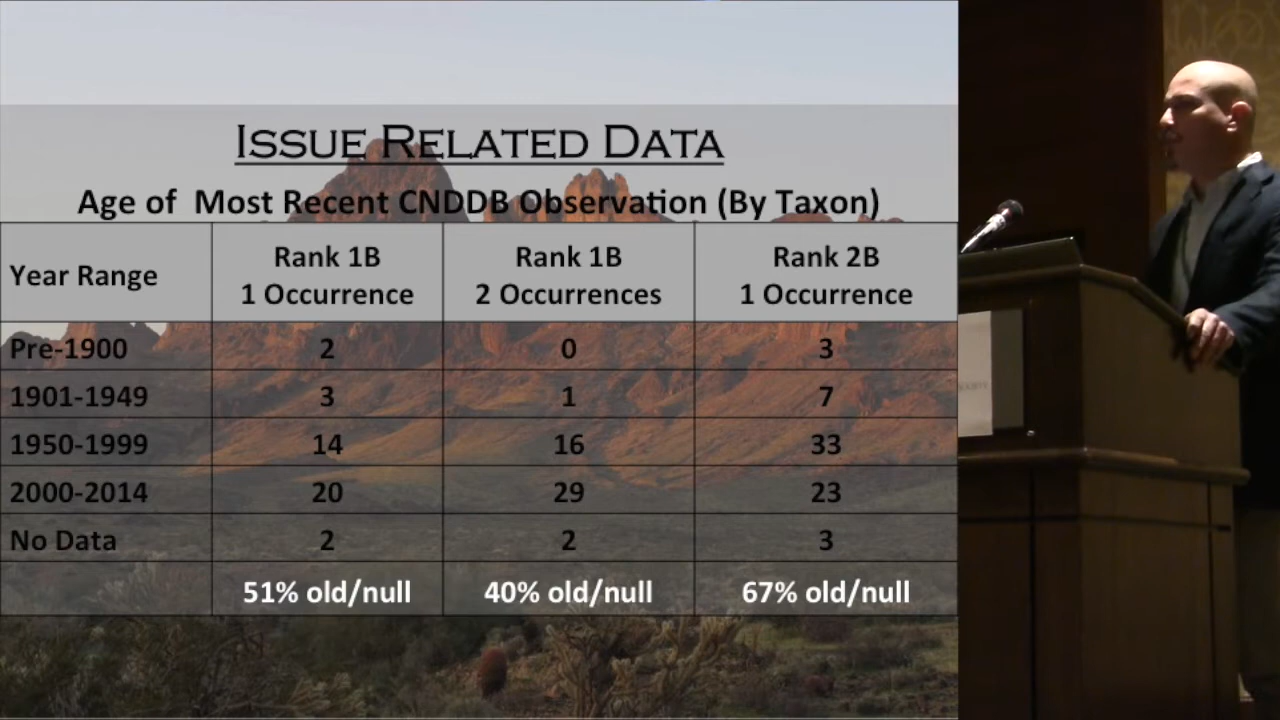 Issue Related Data
Age of Most Recent CNDDB Observation (By Taxon)
Year Range
Rank 1B
1 Occurrence
Rank 1B
2 Occurrences
Rank 2B
1 Occurrence
Pre-1900 2 0 3
1901-1949 3 1 7
1950-1999 14 16 33
2000-2014 20 29 23
No Data 2 2 3
51% old/null 40% old/null 67% old/null